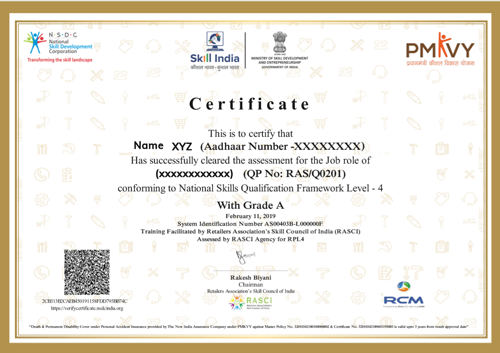 N·S·D·C
National
Skill Development
Corporation
Transforming the skill landscape
Skill India
कौशल भारत - कुशल भारत
MINISTRY OF SKILL DEVELOPMENT
AND ENTREPRENEURSHIP
GOVERNMENT OF INDIA
PMKVY
प्रधानमंत्री कौशल विकास योजना
Certificate
This is to certify that
Name XYZ (Aadhaar Number -XXXXXXXX)
Has successfully cleared the assessment for the Job role of
(xxxxxxxxxxxx) (QP No: RAS/Q0201)
conforming to National Skills Qualification Framework Level - 4
With Grade A
February 11, 2019
System Identification Number AS00403B-L000000F
Training Facilitated by Retailers Association's Skill Council of India (RASCI)
Assessed by RASCI Agency for RPL4
Rakesh Biyani
Chairman
Retailers Association's Skill Council of India
RASCI
RCM
https://verifycertificate.nsdcindia.org
"Death & Permanent Disability Cover under Personal Accident Insurance provided by The New India Assurance Company under PMKVY against Master Policy No. & Certificate No. is valid upto 3 years from issued approval date"